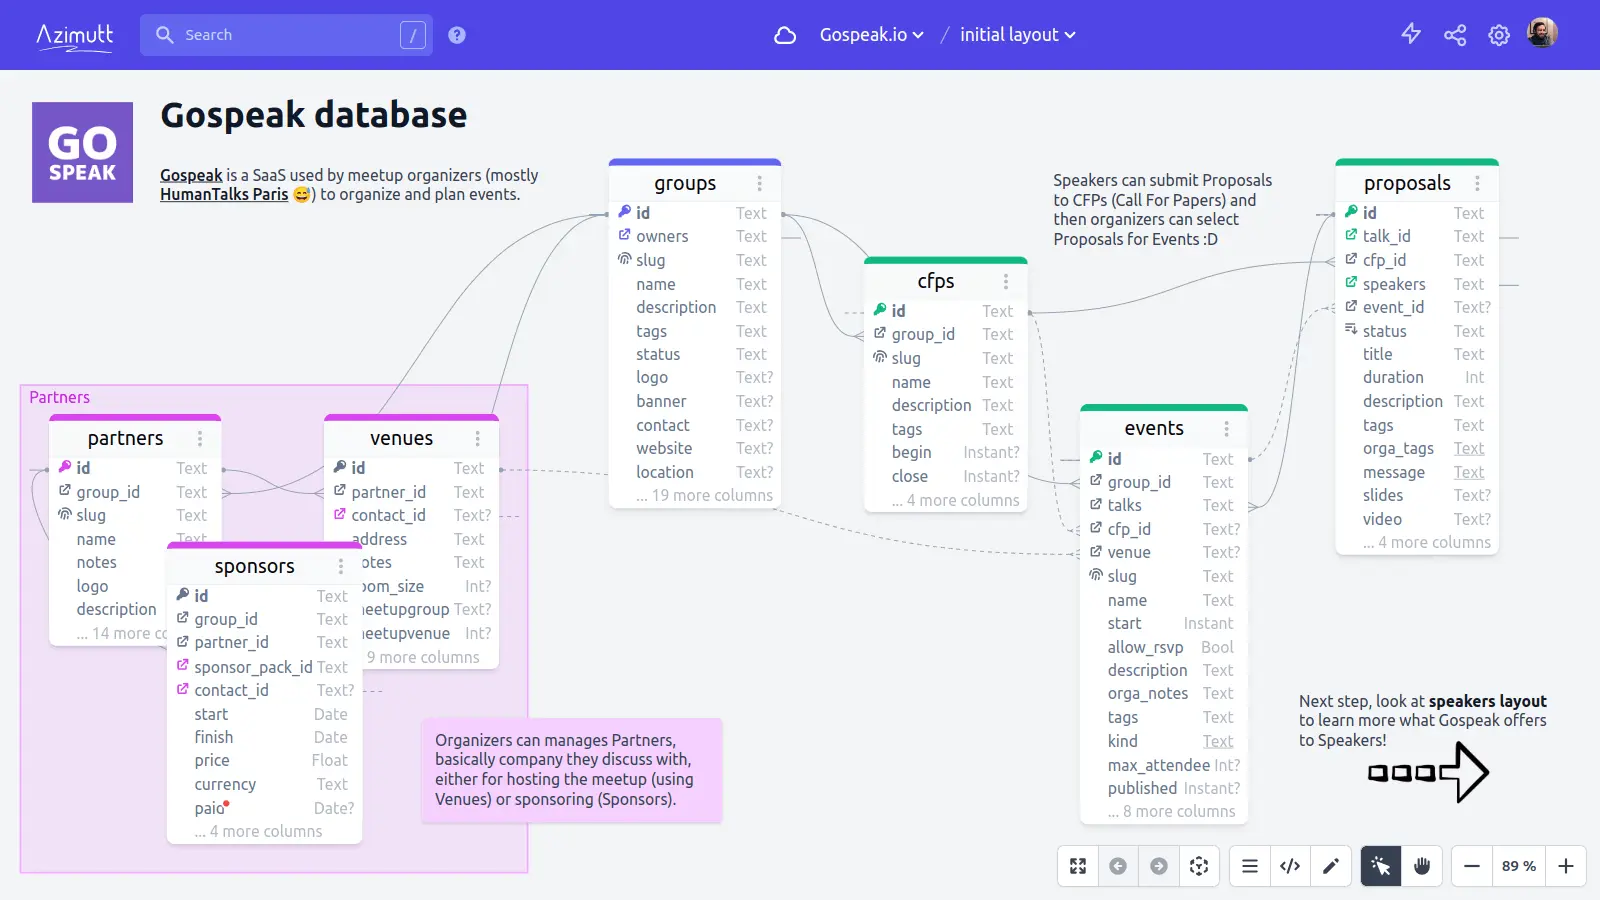 Azimutt
Search
/
?
Gospeak.io
/
initial layout
GO
SPEAK
Gospeak database
Gospeak is a SaaS used by meetup organizers (mostly
HumanTalks Paris 😅) to organize and plan events.
groups
id Text
owners Text
slug Text
name Text
description Text
tags Text
status Text
logo Text?
banner Text?
contact Text?
website Text?
location Text?
... 19 more columns
cfps
id Text
group_id Text
slug Text
name Text
description Text
tags Text
begin Instant?
close Instant?
... 4 more columns
Speakers can submit Proposals
to CFPs (Call For Papers) and
then organizers can select
Proposals for Events :D
proposals
id Text
talk_id Text
cfp_id Text
speakers Text
event_id Text?
status Text
title Text
duration Int
description Text
tags Text
orga_tags Text
message Text
slides Text?
video Text?
... 4 more columns
events
id Text
group_id Text
talks Text
cfp_id Text?
venue Text?
slug Text
name Text
start Instant
allow_rsvp Bool
description Text
orga_notes Text
tags Text
kind Text
max_attendee Int?
published Instant?
... 8 more columns
Partners
partners
id Text
group_id Text
slug Text
name Text
notes
logo
description
... 14 more co
venues
id Text
partner_id Text
contact_id Text?
address Text
otes Text
oom_size Int?
eetupgroup Text?
eetupvenue Int?
9 more columns
sponsors
id Text
group_id Text
partner_id Text
sponsor_pack_id Text
contact_id Text?
start Date
finish Date
price Float
currency Text
paid Date?
... 4 more columns
Organizers can manages Partners,
basically company they discuss with,
either for hosting the meetup (using
Venues) or sponsoring (Sponsors).
Next step, look at speakers layout
to learn more what Gospeak offers
to Speakers!
89 %